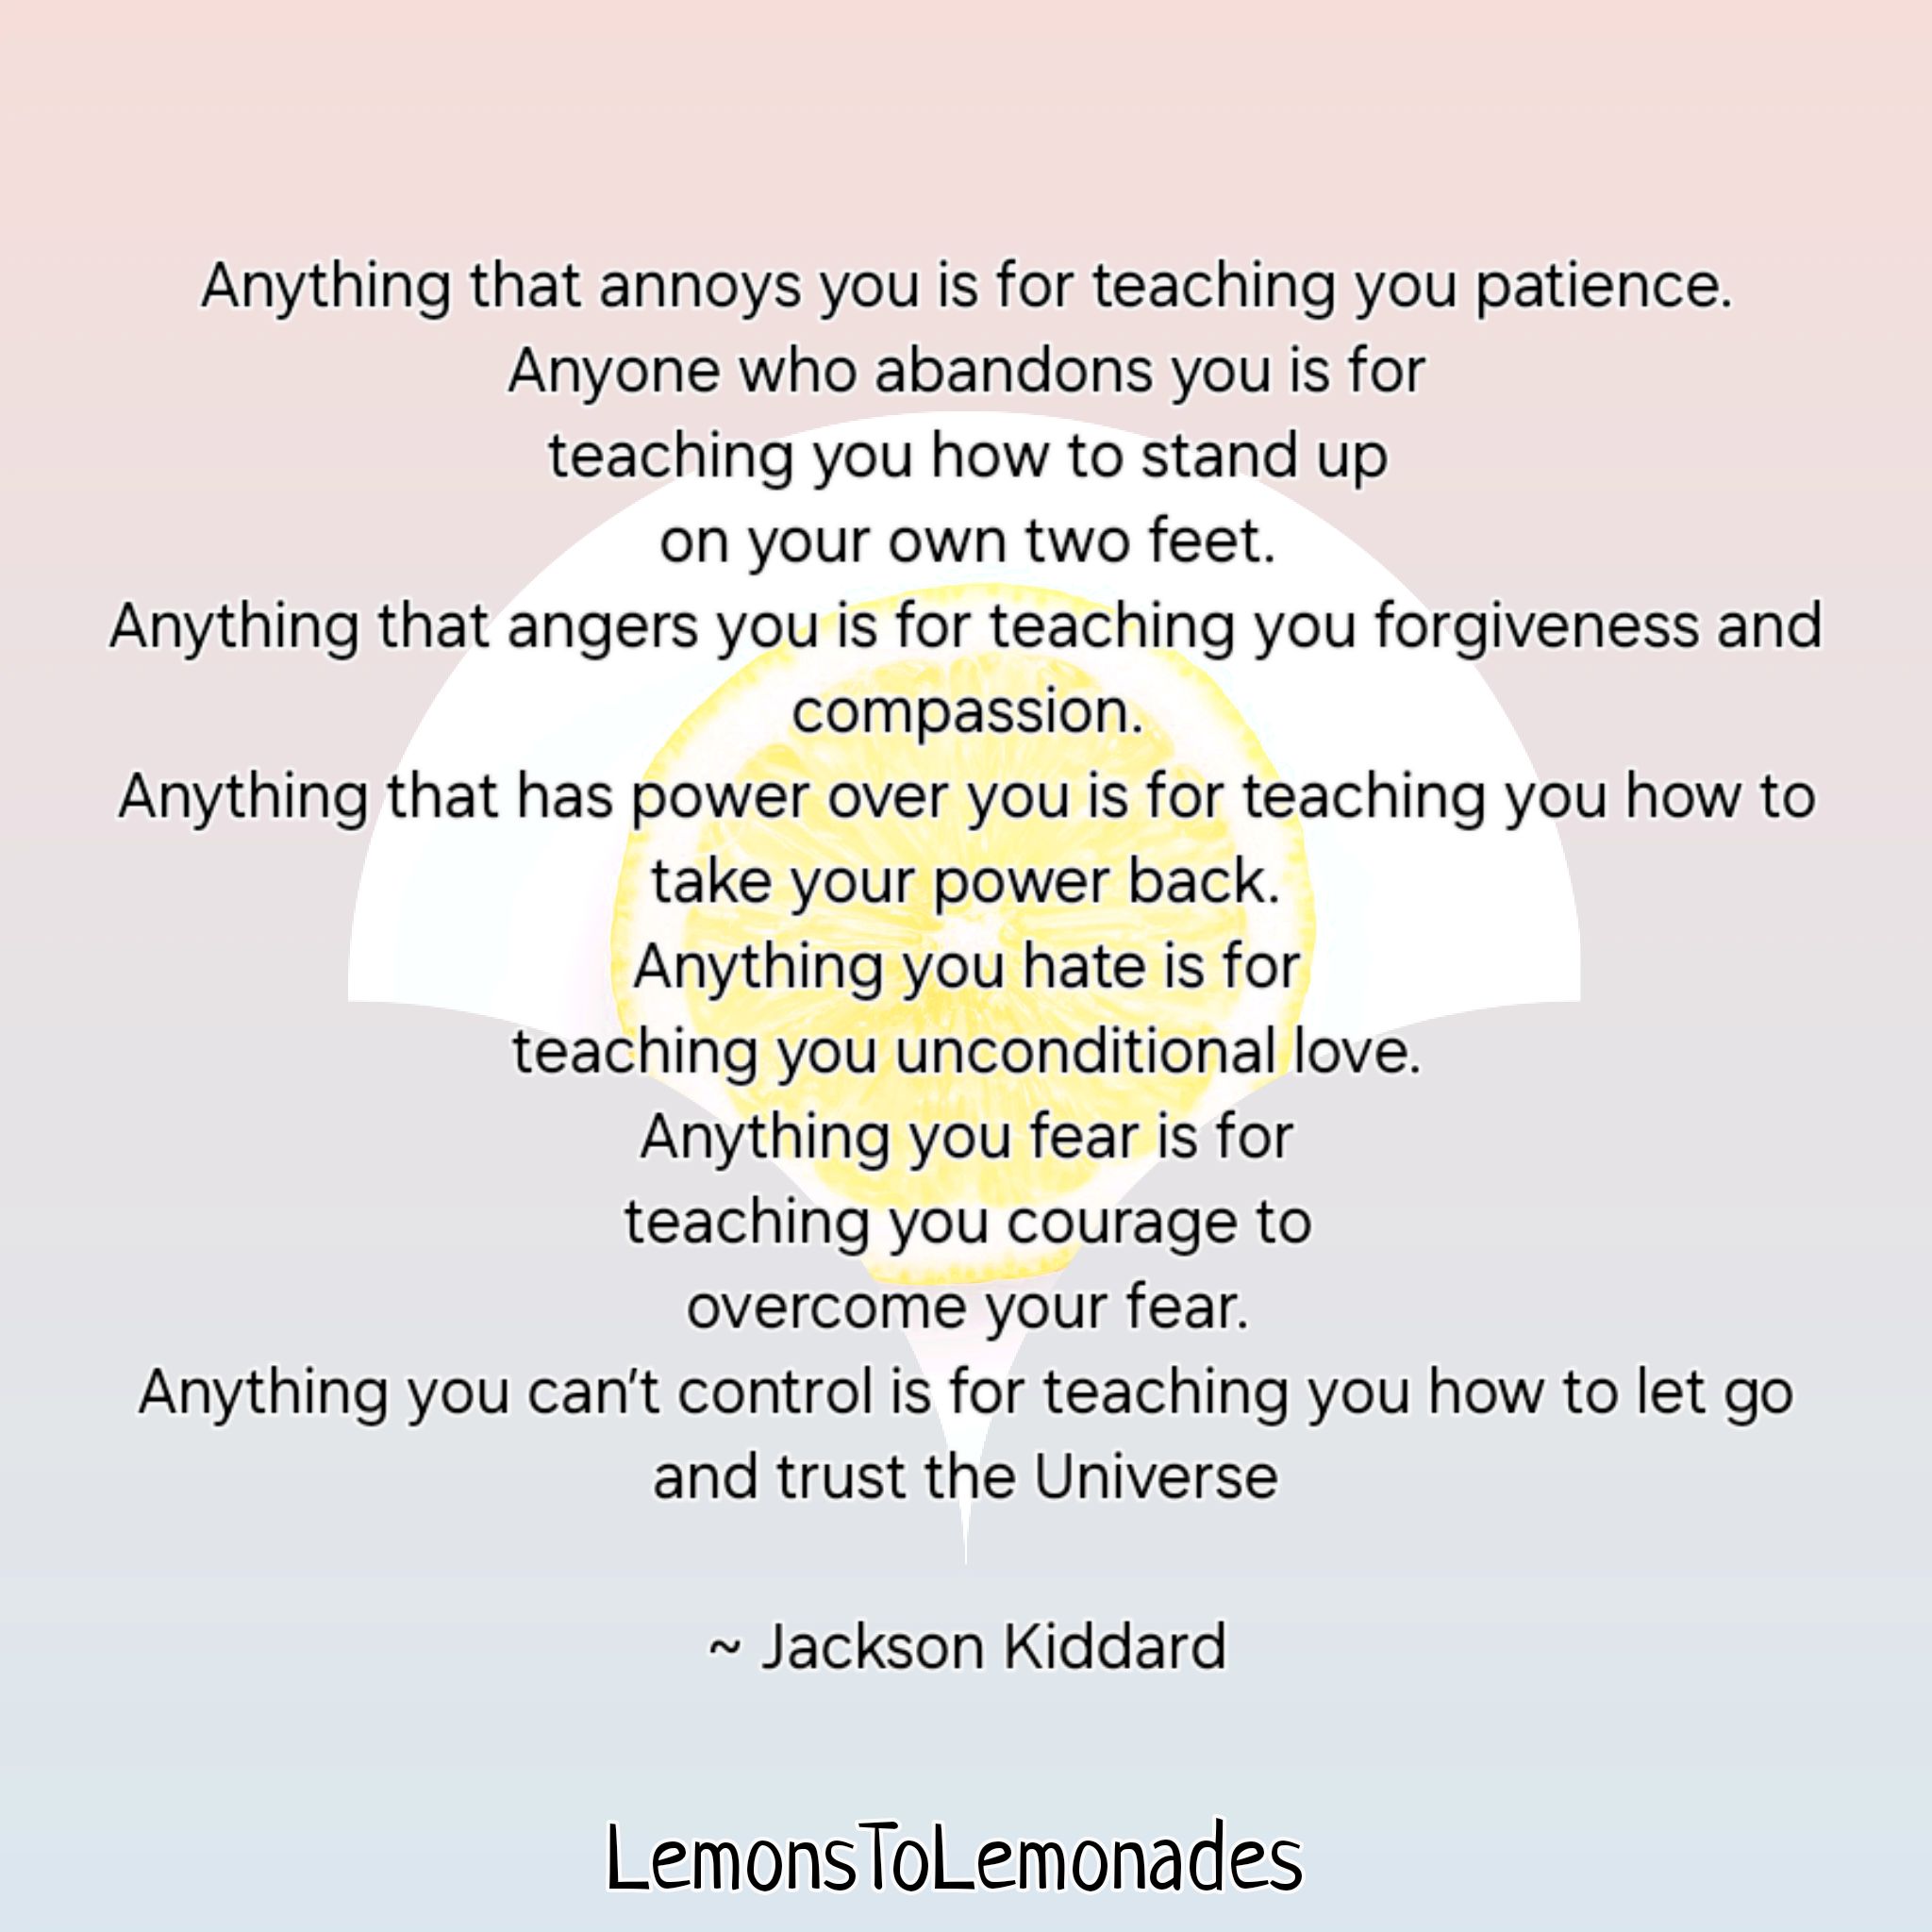 Anything that annoys you is for teaching you patience.
Anyone who abandons you is for
teaching you how to stand up
on your own two feet.
Anything that angers you is for teaching you forgiveness and
compassion.
Anything that has power over you is for teaching you how to
take your power back.
Anything you hate is for
teaching you unconditional love.
Anything you fear is for
teaching you courage to
overcome your fear.
Anything you can’t control is for teaching you how to let go
and trust the Universe
~ Jackson Kiddard
LemonsToLemonades